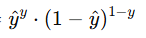 = ŷ^y · (1 − ŷ)^{1−y}